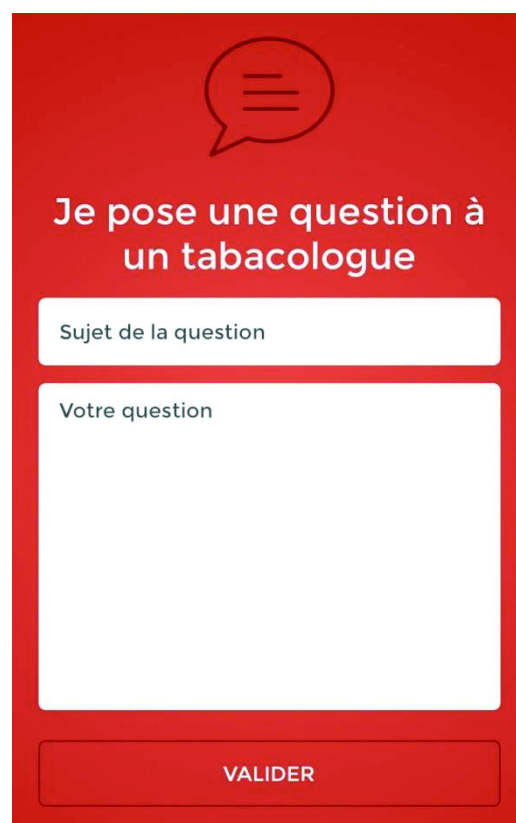 Je pose une question à
un tabacologue
Sujet de la question
Votre question
VALIDER